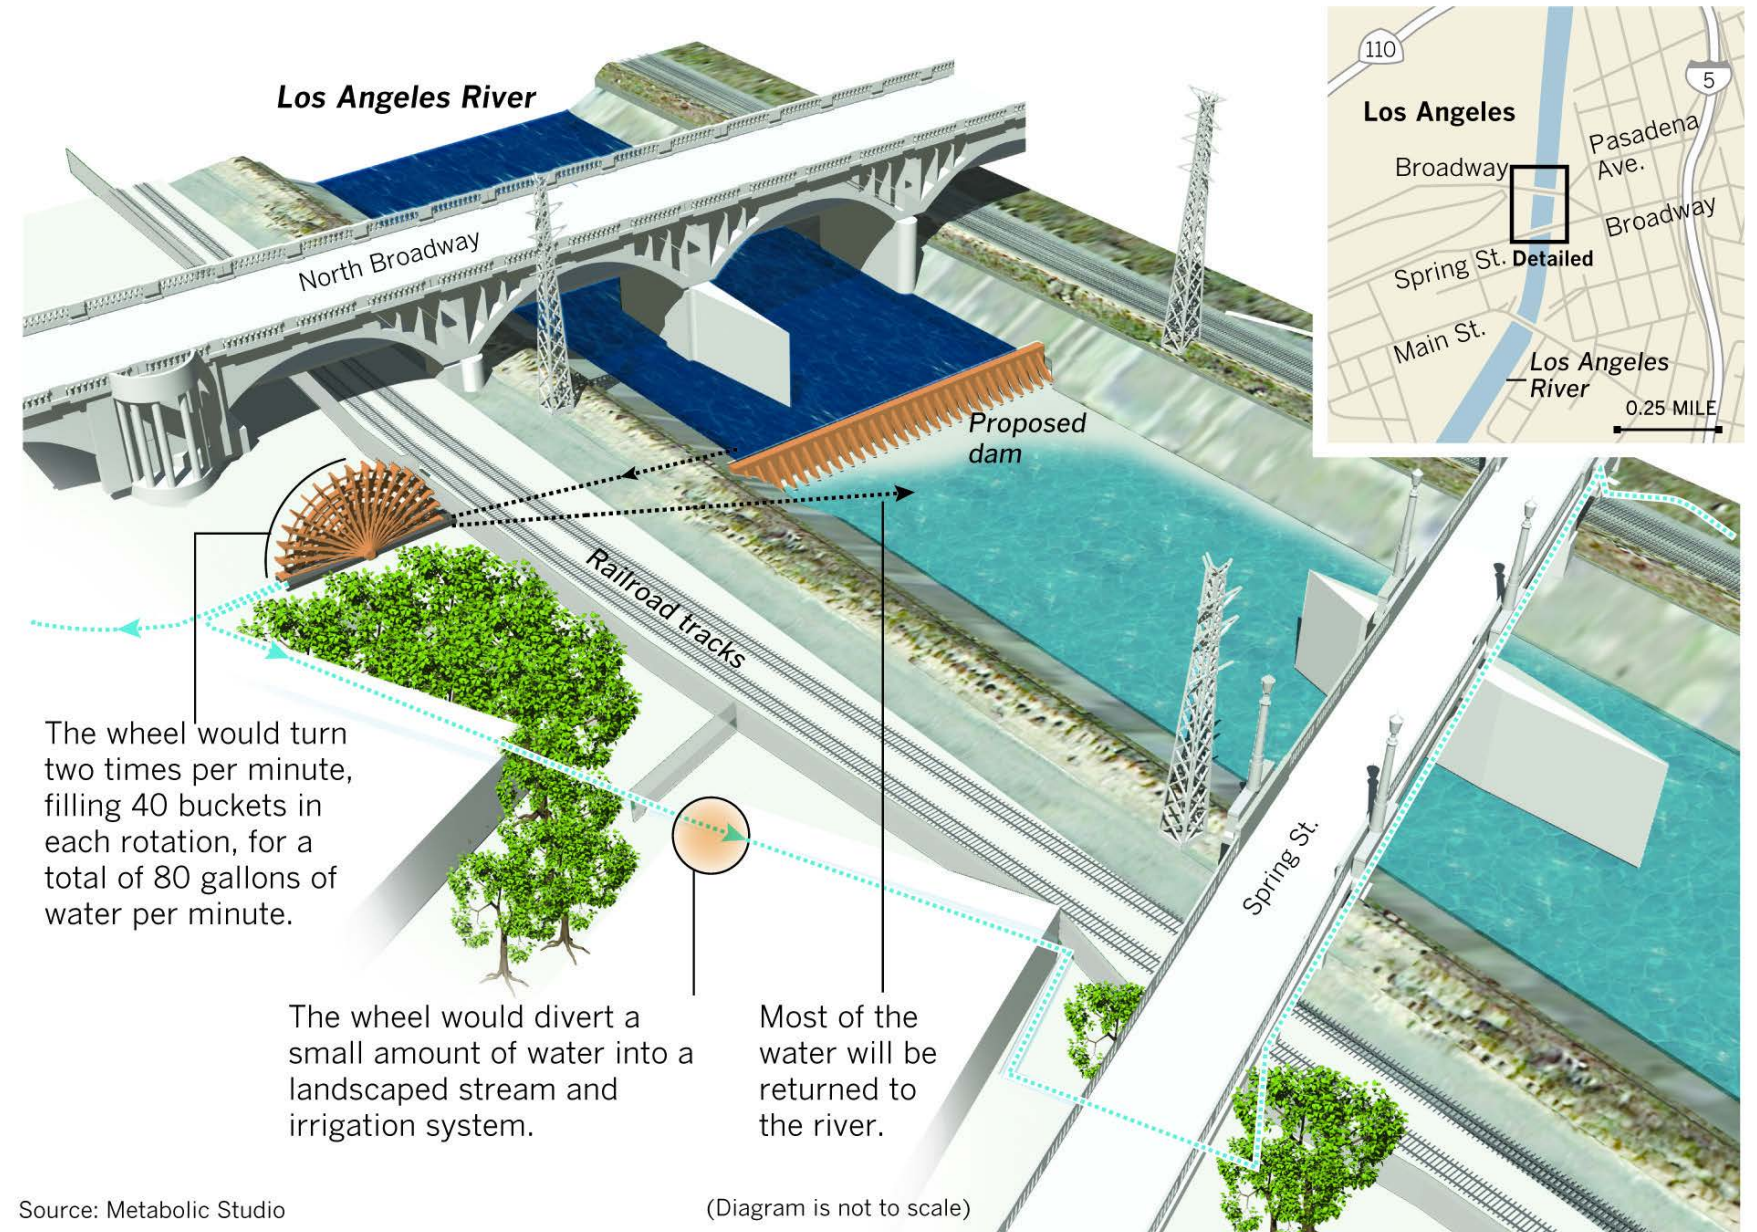 Los Angeles River
North Broadway
Proposed
dam
Railroad tracks
Spring St.
The wheel would turn
two times per minute,
filling 40 buckets in
each rotation, for a
total of 80 gallons of
water per minute.
The wheel would divert a
small amount of water into a
landscaped stream and
irrigation system.
Most of the
water will be
returned to
the river.
Source: Metabolic Studio
(Diagram is not to scale)
110
5
Los Angeles
Pasadena
Ave.
Broadway
Broadway
Spring St.
Detailed
Main St.
Los Angeles
River
0.25 MILE